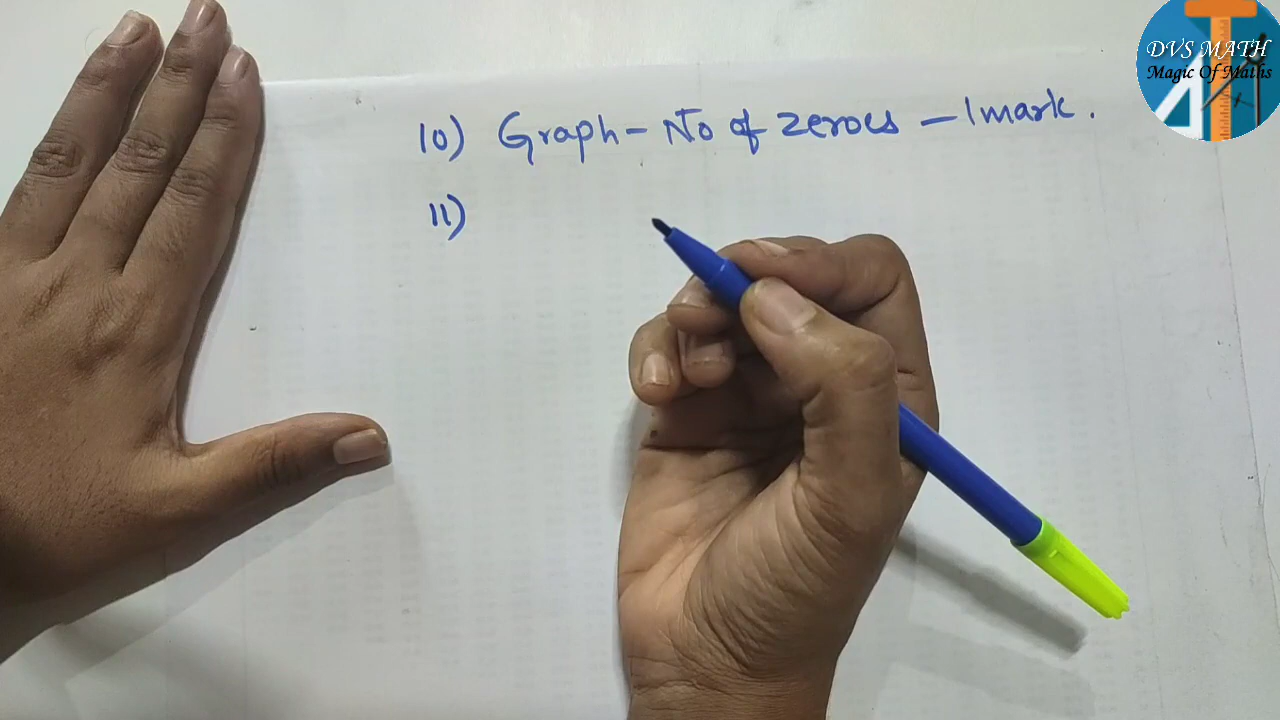 DVS MATH
Magic Of Maths
10) Graph - No of zeroes - 1 mark.
11)